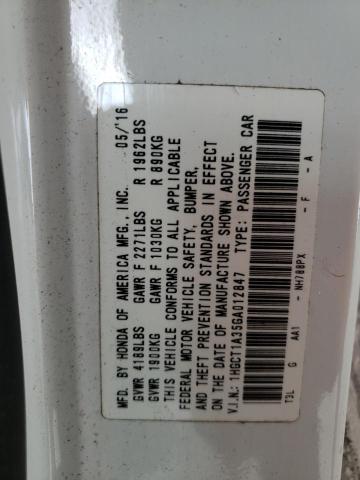 MFD. BY HONDA OF AMERICA MFG., INC. 05/'16
GVWR 4189LBS GAWR F 2271LBS R 1962LBS
GVWR 1900KG GAWR F 1030KG R 890KG
THIS VEHICLE CONFORMS TO ALL APPLICABLE
FEDERAL MOTOR VEHICLE SAFETY, BUMPER,
AND THEFT PREVENTION STANDARDS IN EFFECT
ON THE DATE OF MANUFACTURE SHOWN ABOVE.
V.I.N.: 1HGCT1A35GA012847 TYPE: PASSENGER CAR
T3L G AA1 - NH788PX - F - A